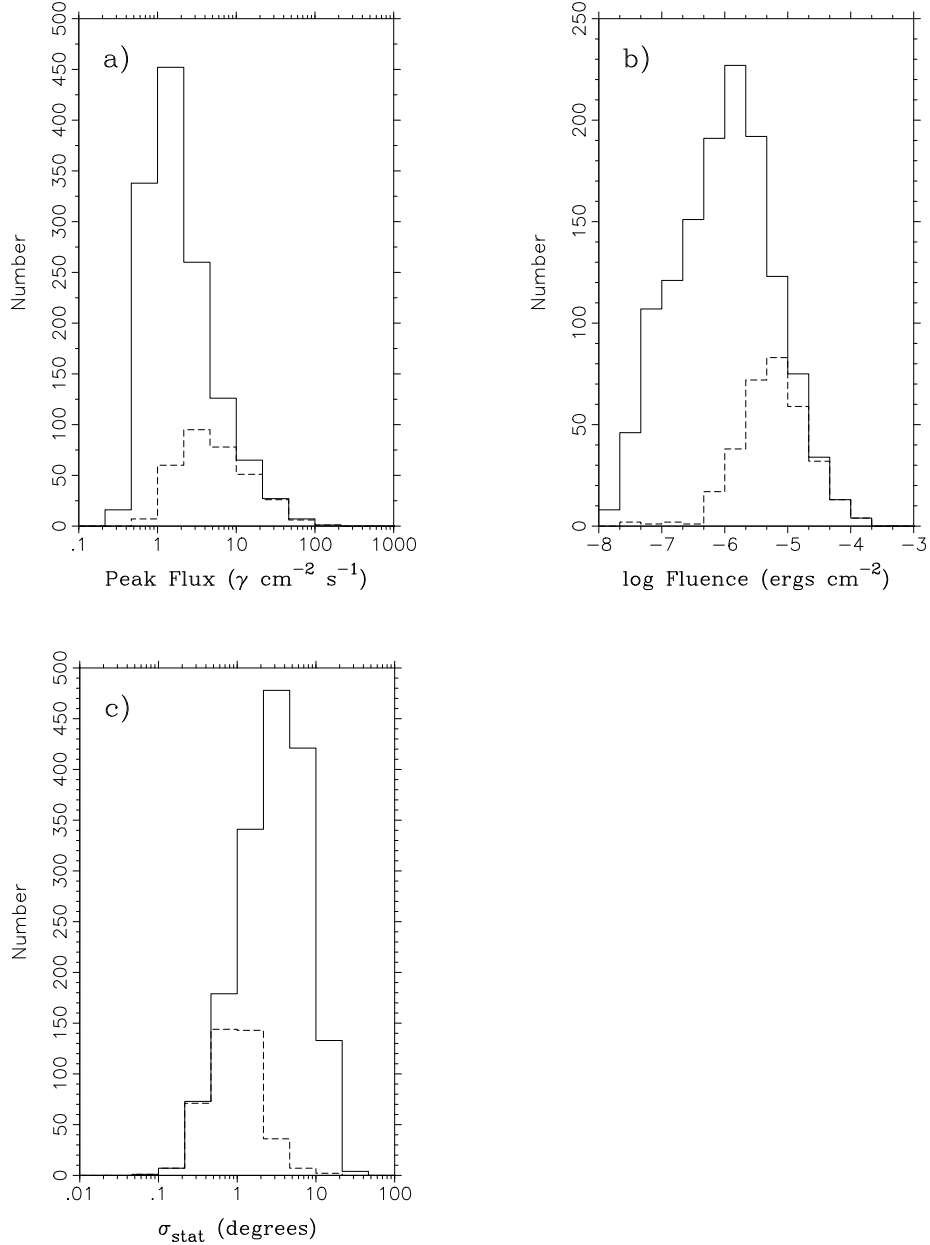 a)
500
450
400
350
300
250
200
150
100
50
0
Number
.1 1 10 100 1000
Peak Flux (γ cm⁻² s⁻¹)
b)
250
200
150
100
50
0
Number
−8 −7 −6 −5 −4 −3
log Fluence (ergs cm⁻²)
c)
500
450
400
350
300
250
200
150
100
50
0
Number
.01 .1 1 10 100
σstat (degrees)